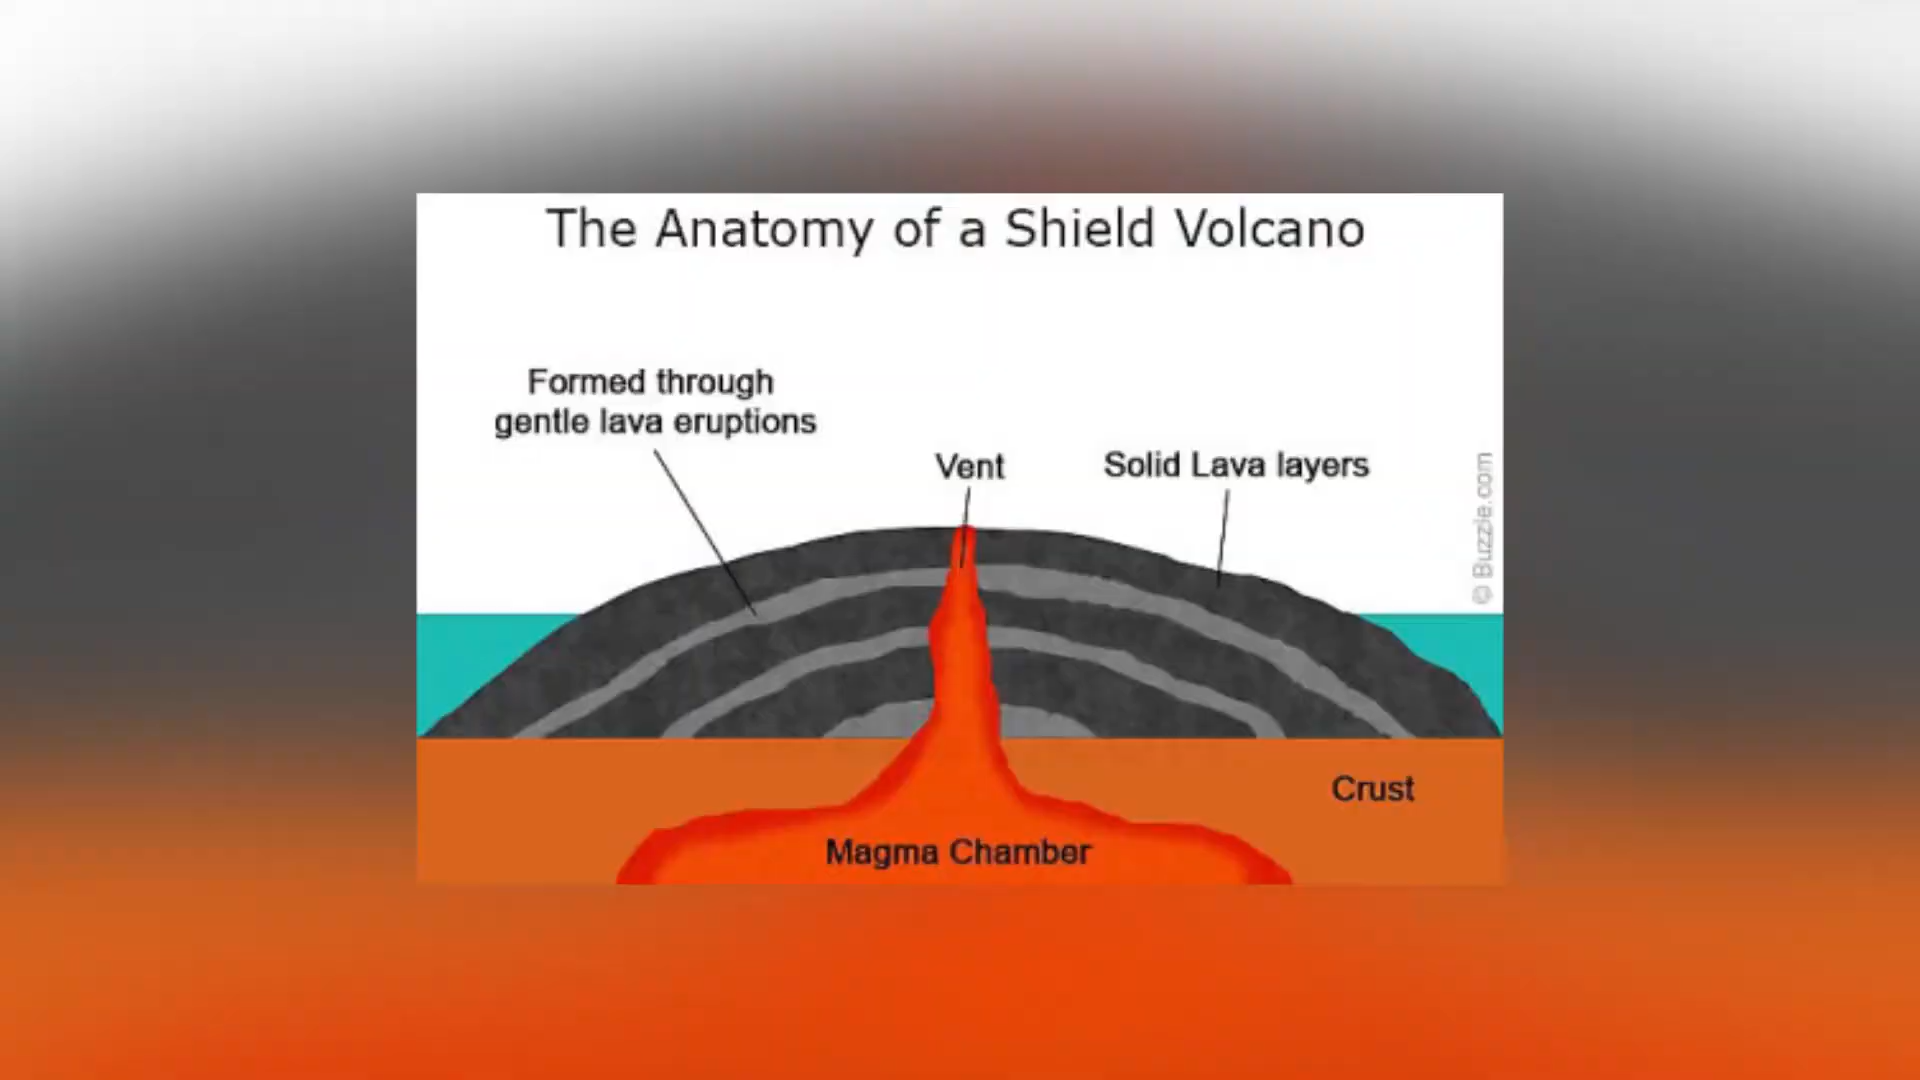 The Anatomy of a Shield Volcano
Formed through
gentle lava eruptions
Vent
Solid Lava layers
© Buzzle.com
Crust
Magma Chamber